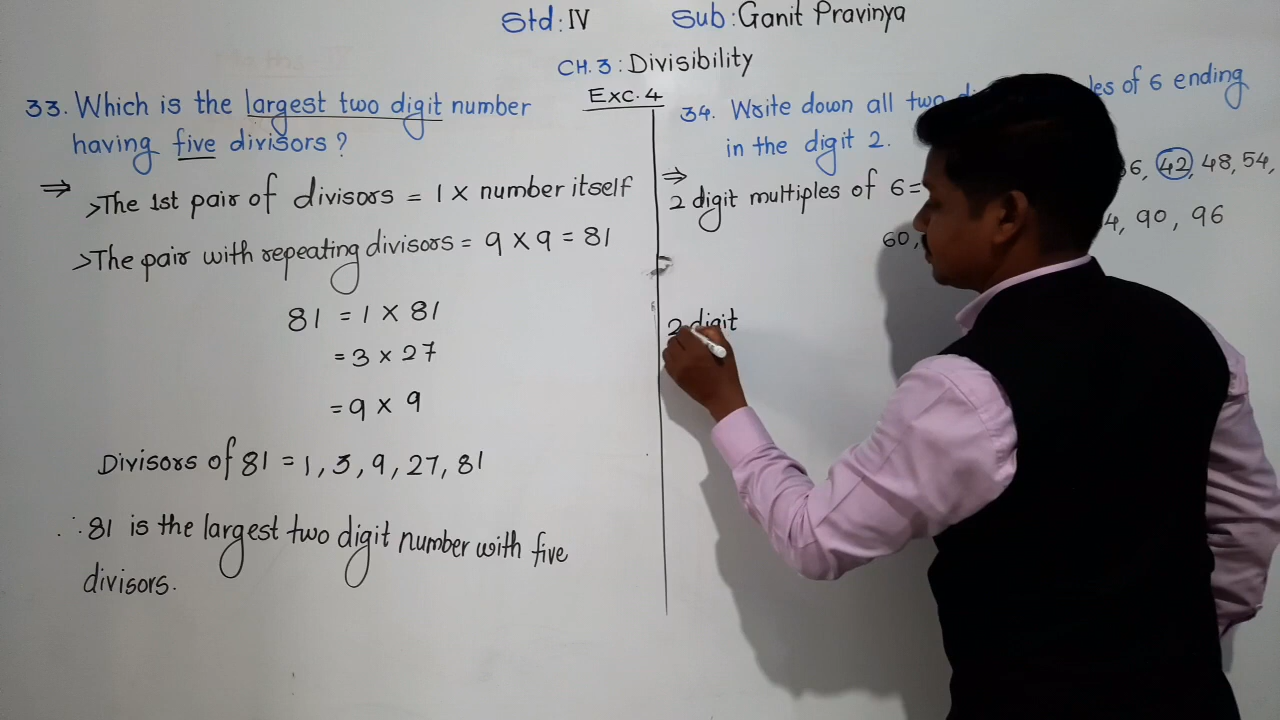 Std: IV Sub: Ganit Pravinya
CH. 3: Divisibility
Exc. 4
33. Which is the largest two digit number
having five divisors?
⇒ >The 1st pair of divisors = 1 × number itself
>The pair with repeating divisors = 9 × 9 = 81
81 = 1 × 81
= 3 × 27
= 9 × 9
Divisors of 81 = 1, 3, 9, 27, 81
∴ 81 is the largest two digit number with five
divisors.
34. Write down all two of 6 ending
in the digit 2.
⇒ 2 digit multiples of 6 = 42, 48, 54,
60, 90, 96
2 digit